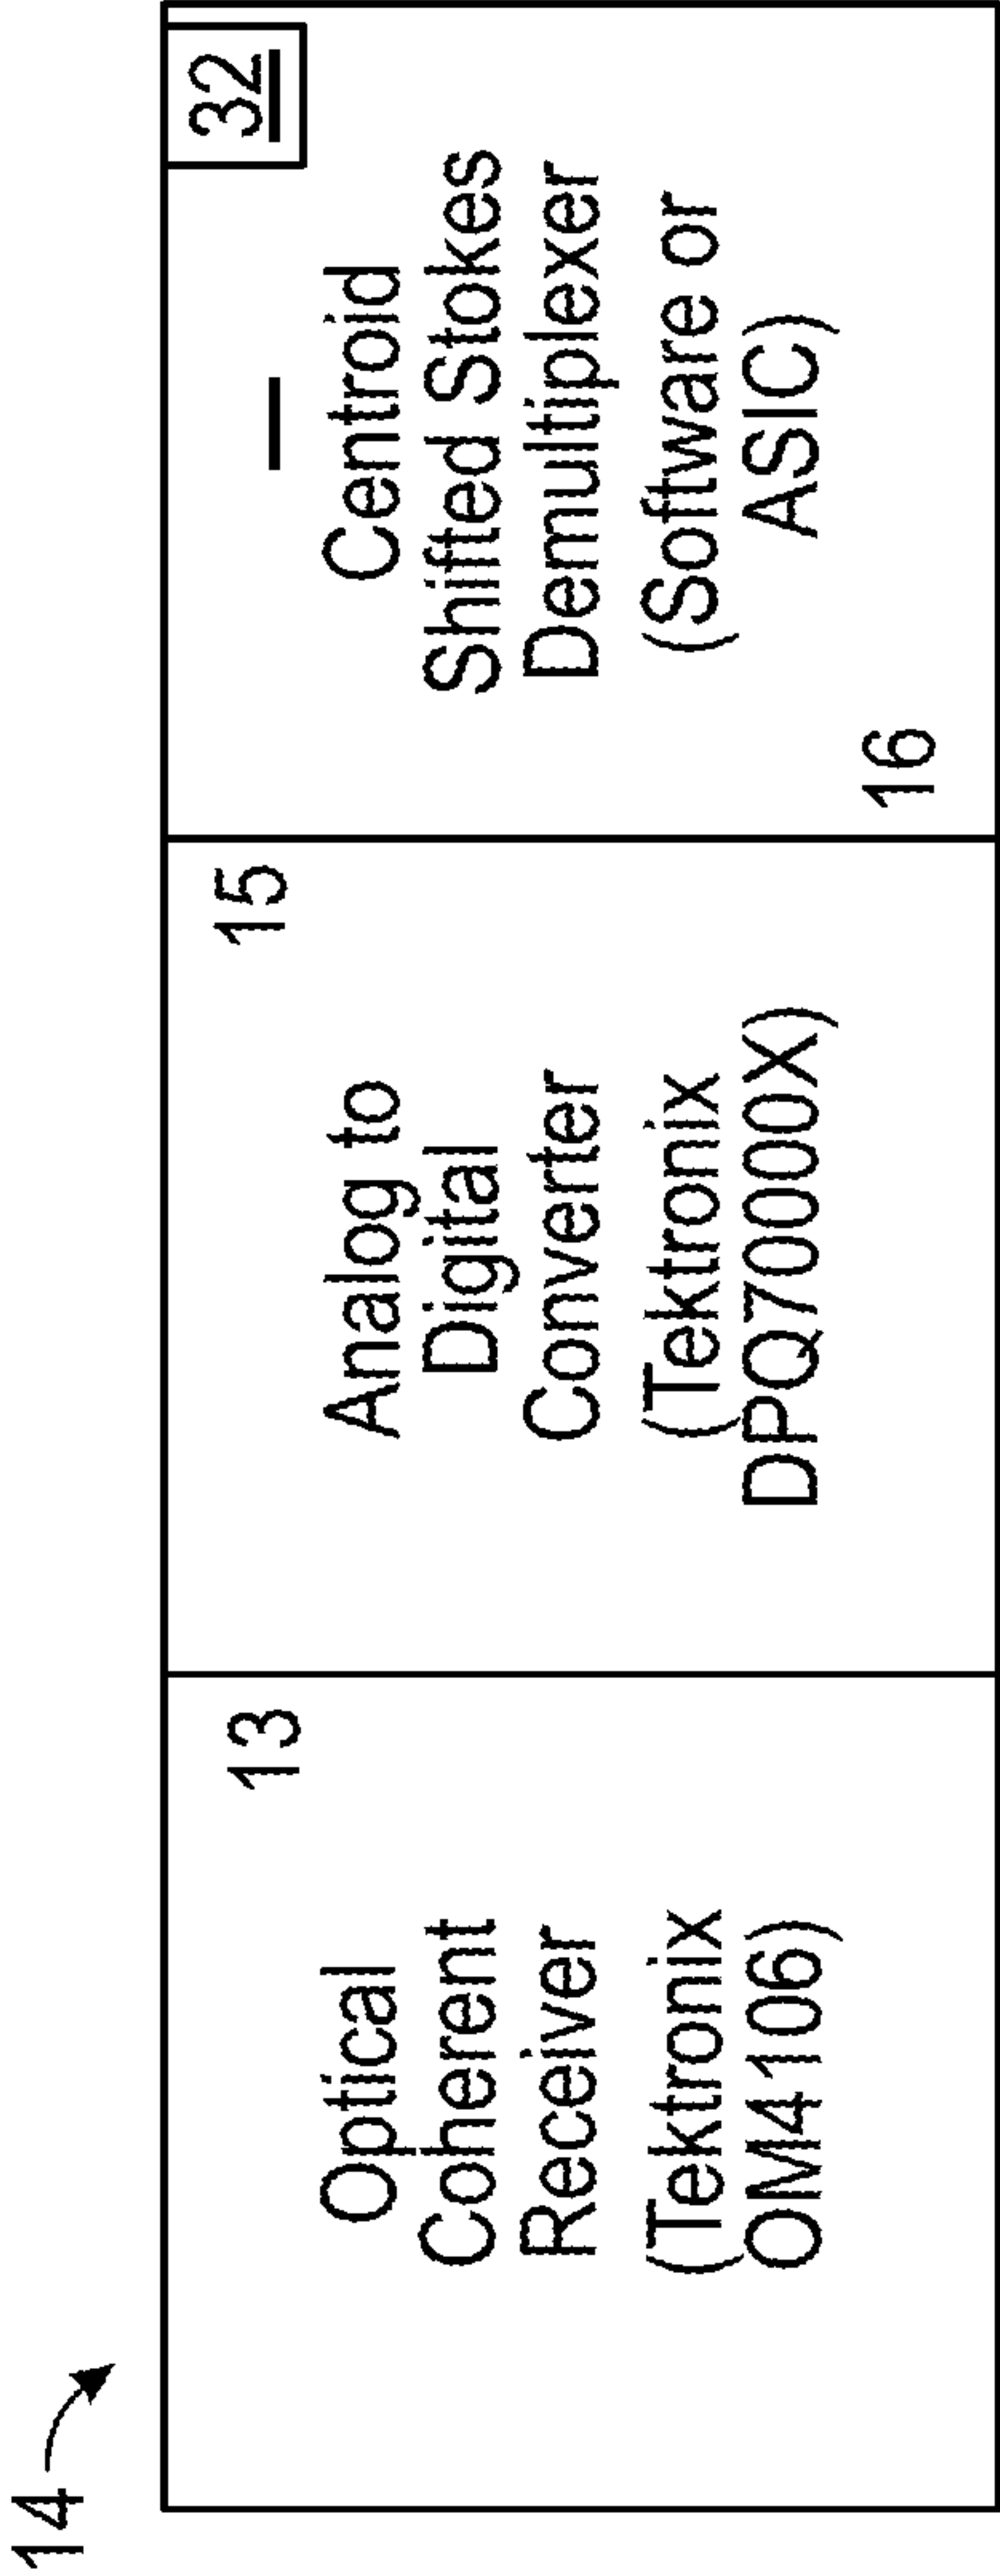 14
13
Optical
Coherent
Receiver
(Tektronix
OM4106)
15
Analog to
Digital
Converter
(Tektronix
DPQ70000X)
32
Centroid
Shifted Stokes
Demultiplexer
(Software or
ASIC)
16